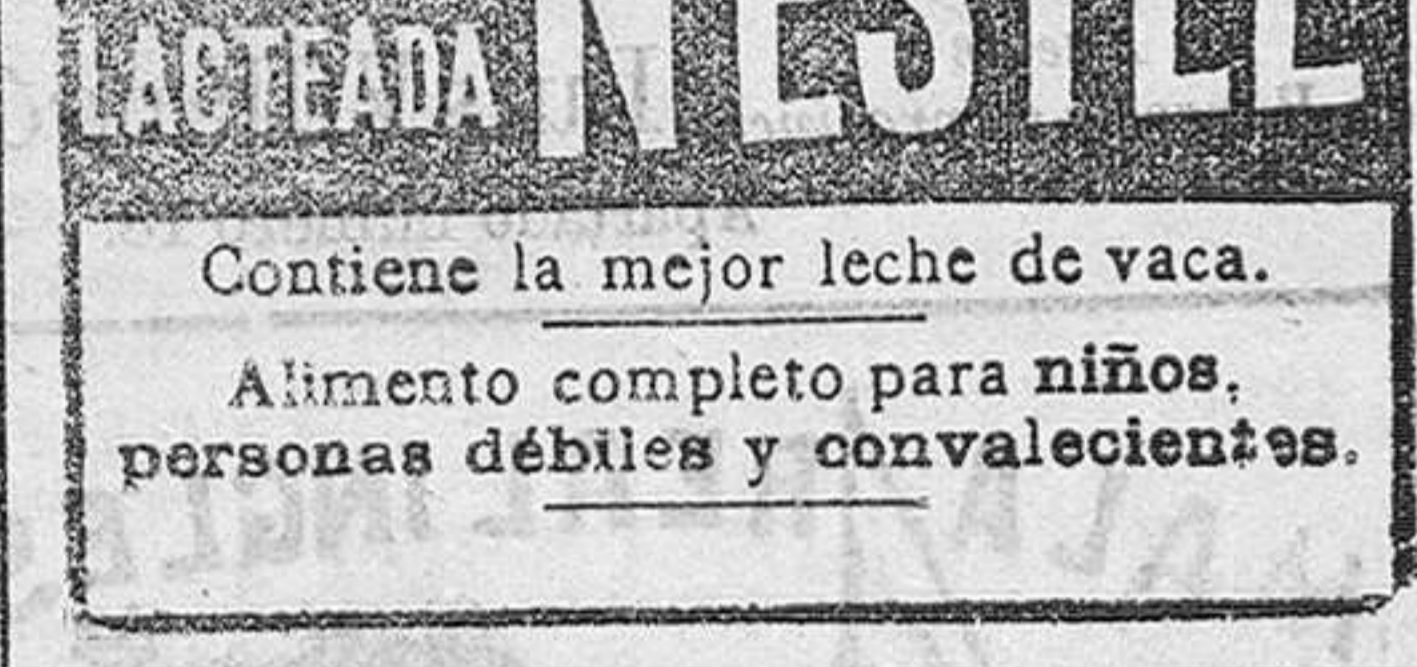 LACTEADA NESTLE
Contiene la mejor leche de vaca.
Alimento completo para niños,
personas débiles y convalecientes.